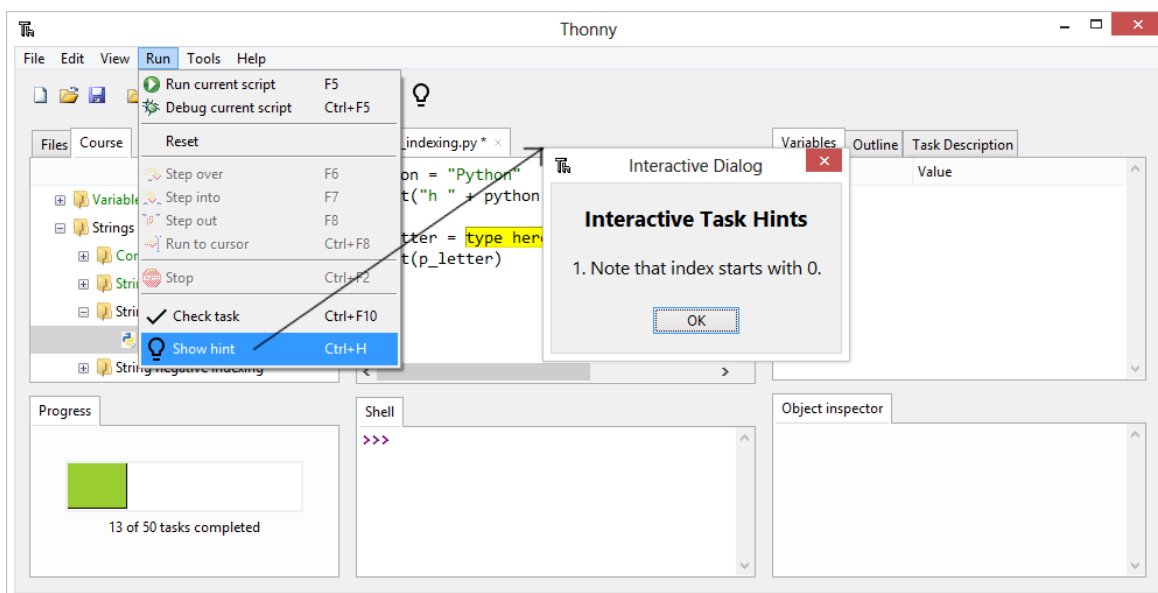 Thonny
File Edit View Run Tools Help
Run current script F5
Debug current script Ctrl+F5
Reset
Step over F6
Step into F7
Step out F8
Run to cursor Ctrl+F8
Stop Ctrl+F2
Check task Ctrl+F10
Show hint Ctrl+H
Files Course
Variable
Strings
Con
Stri
Stri
String negative indexing
_indexing.py *
on = "Python"
t("h " + python
tter = type her
t(p_letter)
Interactive Dialog
Interactive Task Hints
1. Note that index starts with 0.
OK
Variables Outline Task Description
Value
Progress
13 of 50 tasks completed
Shell
>>>
Object inspector